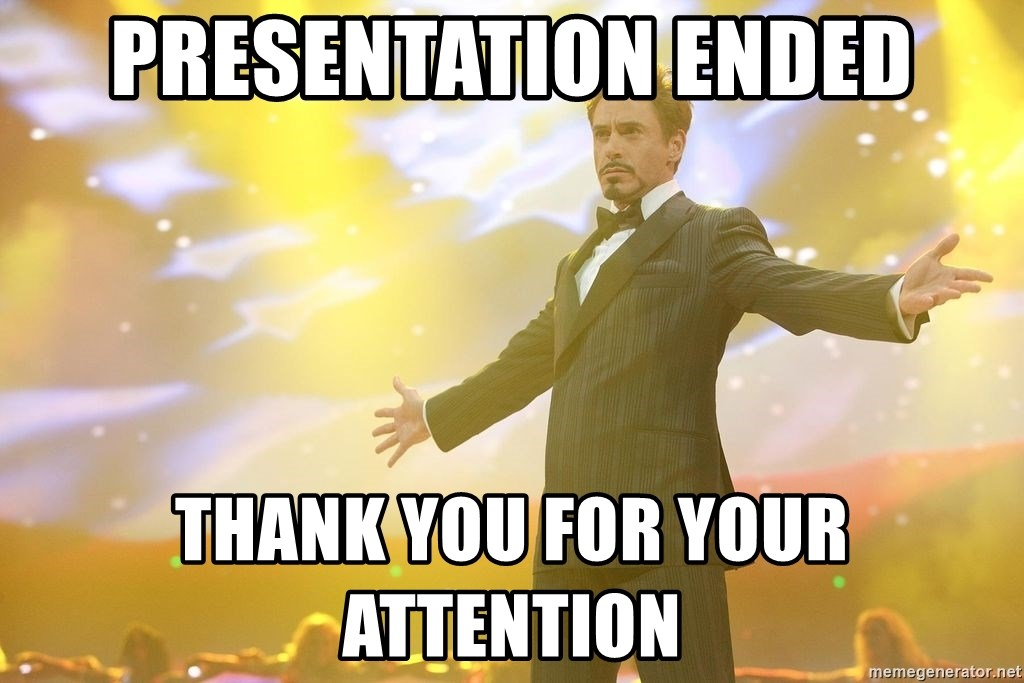 PRESENTATION ENDED
THANK YOU FOR YOUR
ATTENTION
memegenerator.net